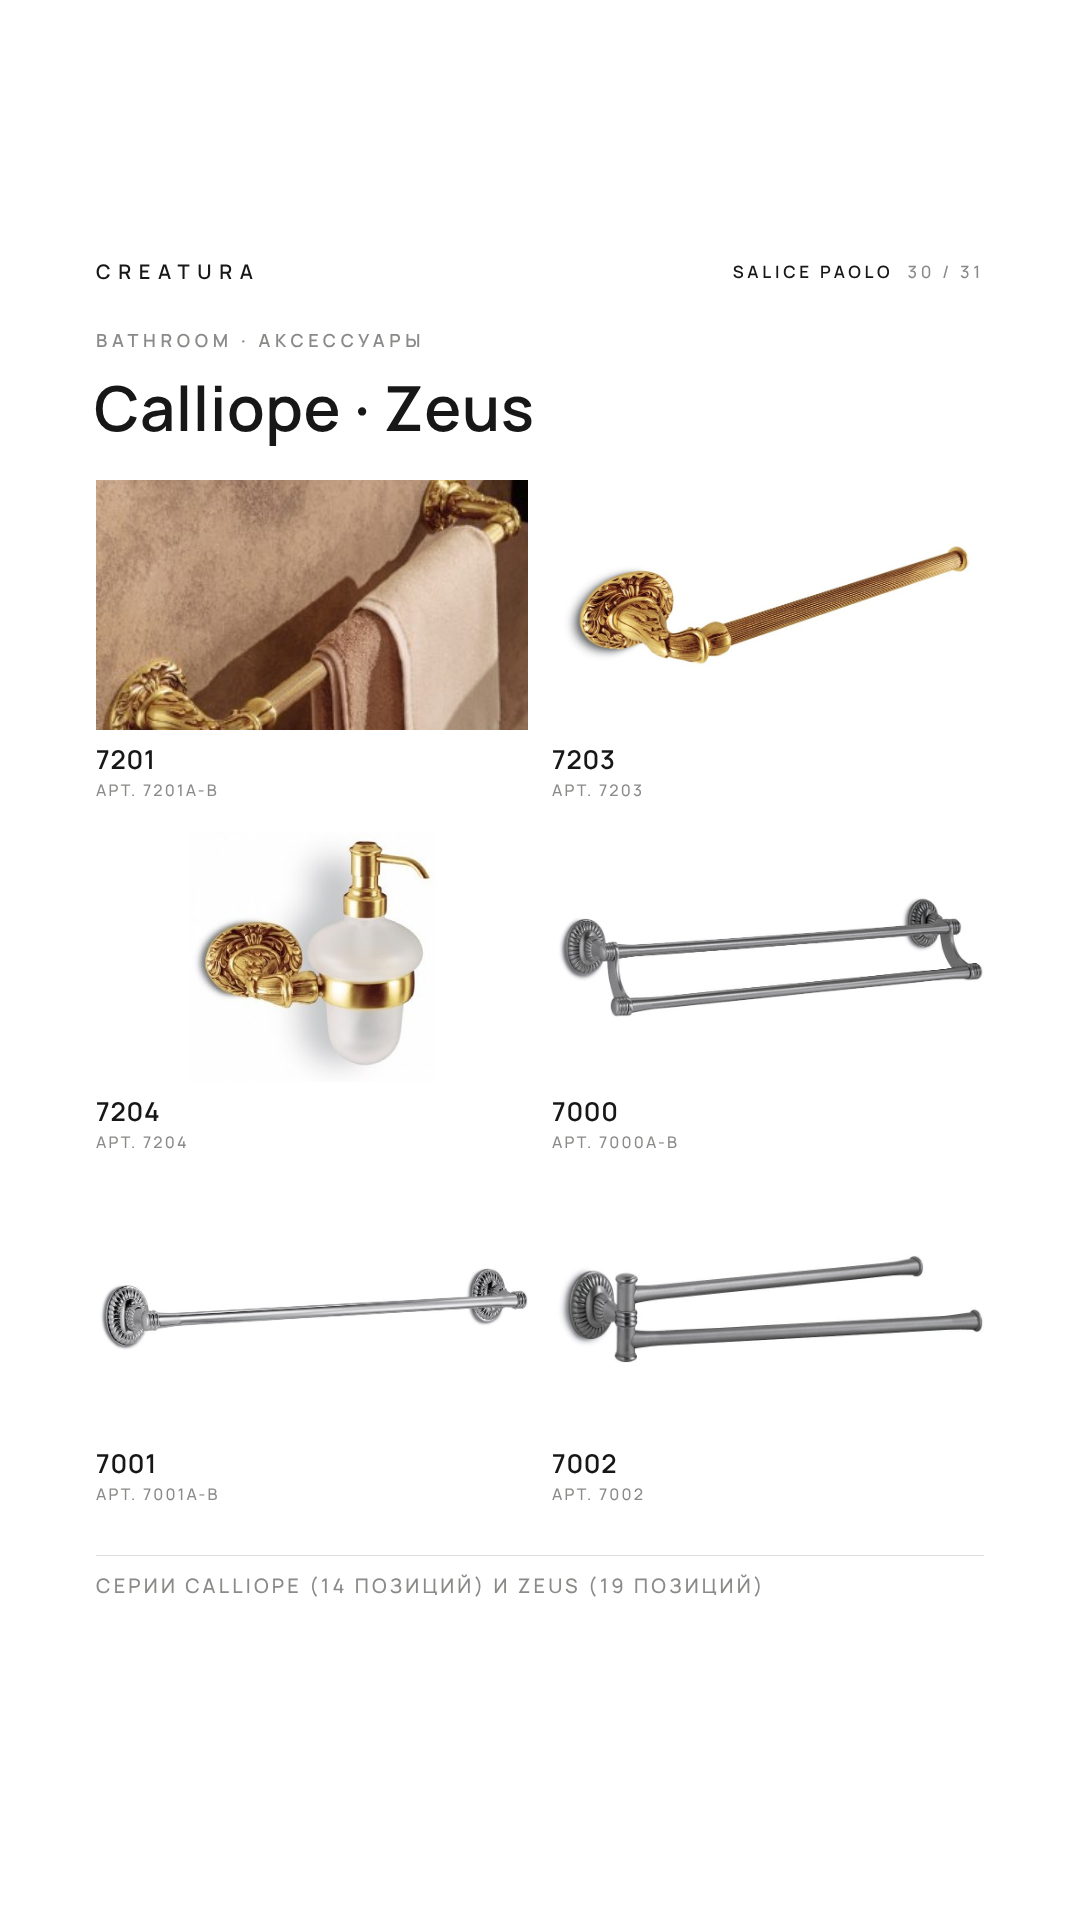 CREATURA
SALICE PAOLO 30 / 31
BATHROOM · АКСЕССУАРЫ
Calliope · Zeus
7201
АРТ. 7201A-B
7203
АРТ. 7203
7204
АРТ. 7204
7000
АРТ. 7000A-B
7001
АРТ. 7001A-B
7002
АРТ. 7002
СЕРИИ CALLIOPE (14 ПОЗИЦИЙ) И ZEUS (19 ПОЗИЦИЙ)